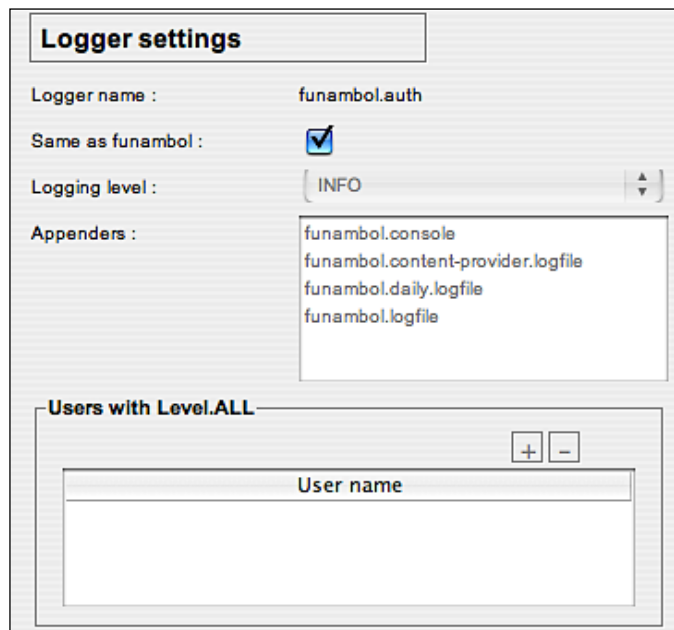 Logger settings
Logger name : funambol.auth
Same as funambol :
Logging level : INFO
Appenders : funambol.console
funambol.content-provider.logfile
funambol.daily.logfile
funambol.logfile
Users with Level.ALL
+ -
User name